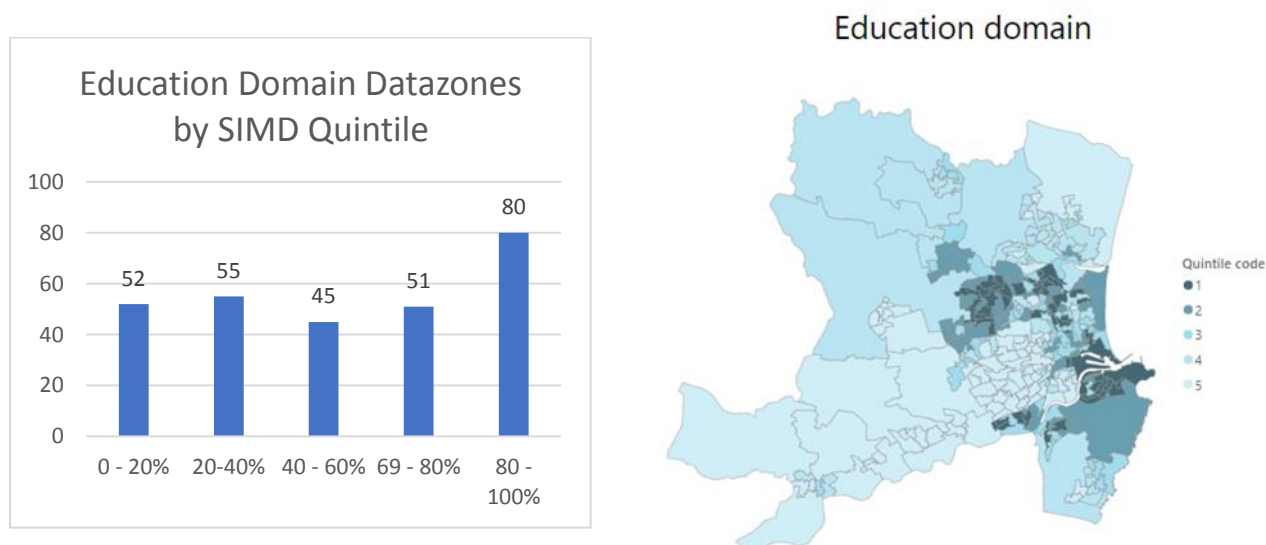 Education Domain Datazones
by SIMD Quintile
100
80
60
40
20
0
52
55
45
51
80
0 - 20%
20-40%
40 - 60%
69 - 80%
80 -
100%
Education domain
Quintile code
1
2
3
4
5